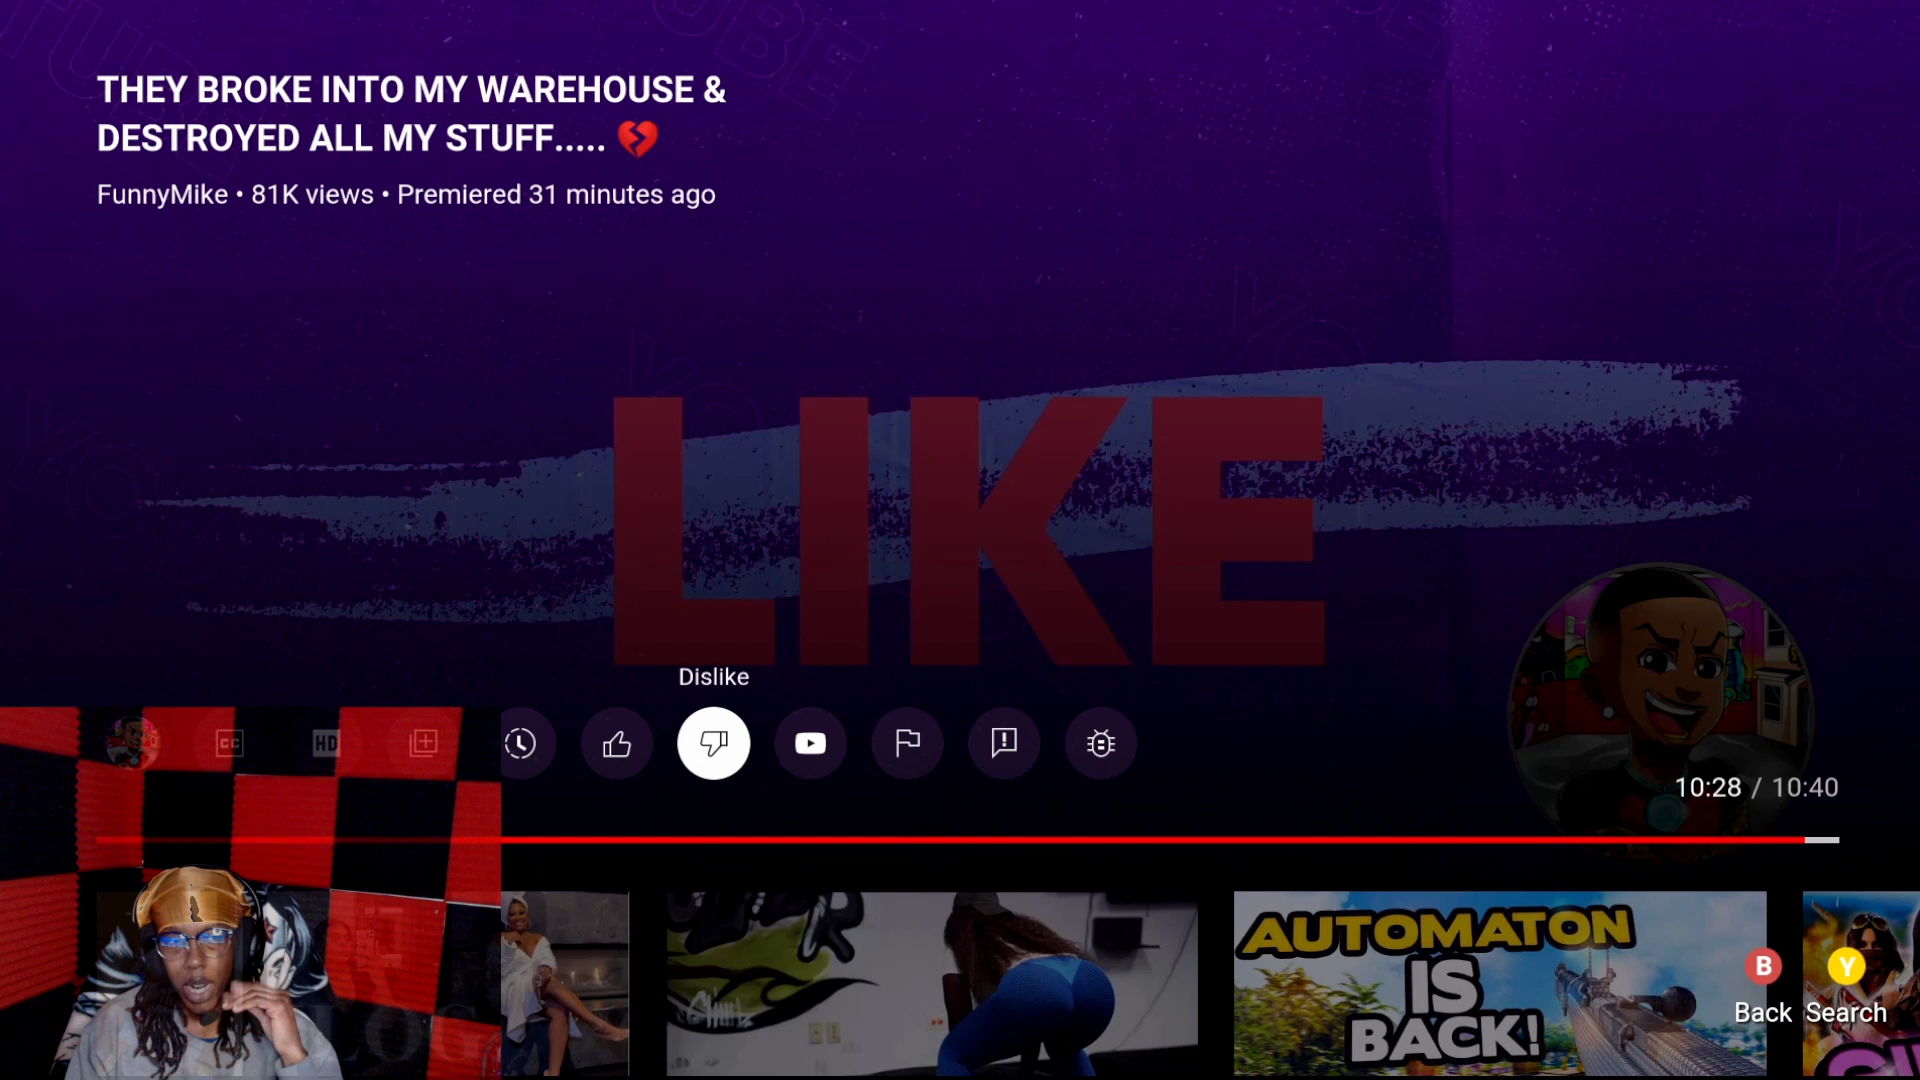 THEY BROKE INTO MY WAREHOUSE &
DESTROYED ALL MY STUFF..... 💔
FunnyMike • 81K views • Premiered 31 minutes ago
LIKE
Dislike
CC
HD
10:28 / 10:40
AUTOMATON
IS
BACK!
B
Y
Back
Search